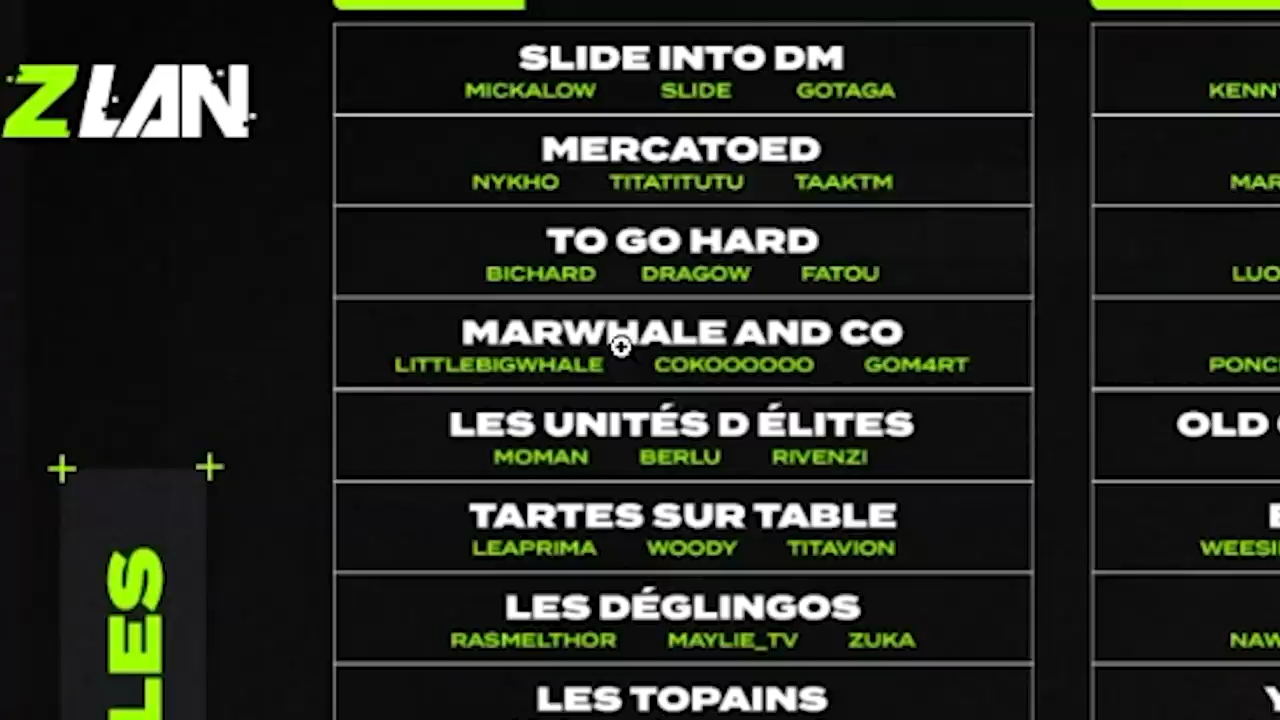 ZLAN
SLIDE INTO DM
MICKALOW SLIDE GOTAGA
MERCATOED
NYKHO TITATITUTU TAAKTM
TO GO HARD
BICHARD DRAGOW FATOU
MARWHALE AND CO
LITTLEBIGWHALE COKOOOOOO GOM4RT
LES UNITÉS D ÉLITES
MOMAN BERLU RIVENZI
TARTES SUR TABLE
LEAPRIMA WOODY TITAVION
LES DÉGLINGOS
RASMELTHOR MAYLIE_TV ZUKA
LES TOPAINS
OLD